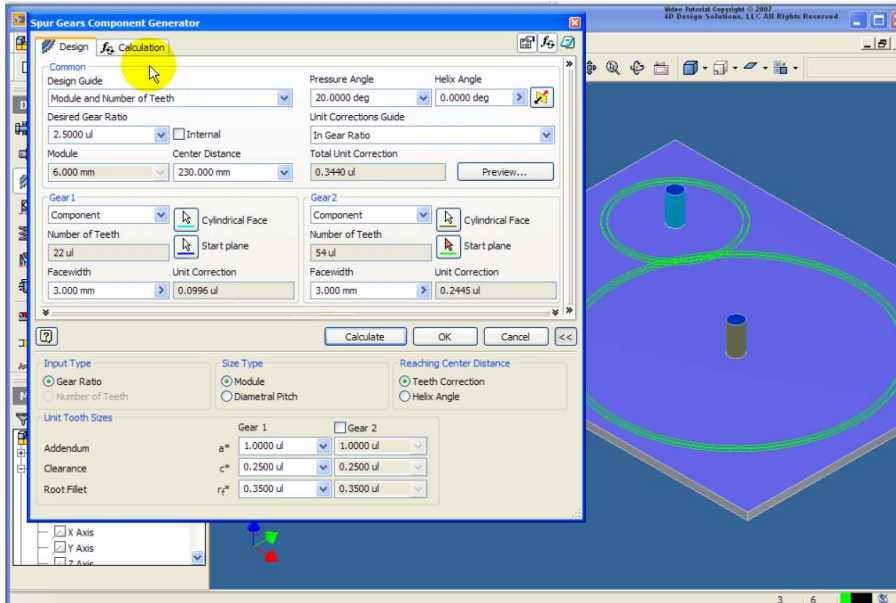 Video Tutorial Copyright © 2007
4D Design Solutions, LLC All Rights Reserved
Spur Gears Component Generator
Design
fG Calculation
Common
Design Guide
Pressure Angle
Helix Angle
Module and Number of Teeth
20.0000 deg
0.0000 deg
Desired Gear Ratio
Unit Corrections Guide
2.5000 ul
Internal
In Gear Ratio
Module
Center Distance
Total Unit Correction
6.000 mm
230.000 mm
0.3440 ul
Preview...
Gear1
Gear2
Component
Cylindrical Face
Component
Cylindrical Face
Number of Teeth
Start plane
Number of Teeth
Start plane
22 ul
54 ul
Facewidth
Unit Correction
Facewidth
Unit Correction
3.000 mm
0.0996 ul
3.000 mm
0.2445 ul
Calculate
OK
Cancel
<<
Input Type
Size Type
Reaching Center Distance
Gear Ratio
Module
Teeth Correction
Number of Teeth
Diametral Pitch
Helix Angle
Unit Tooth Sizes
Gear 1
Gear 2
Addendum a* 1.0000 ul 1.0000 ul
Clearance c* 0.2500 ul 0.2500 ul
Root Fillet rf* 0.3500 ul 0.3500 ul
X Axis
Y Axis
Z Axis
3 6